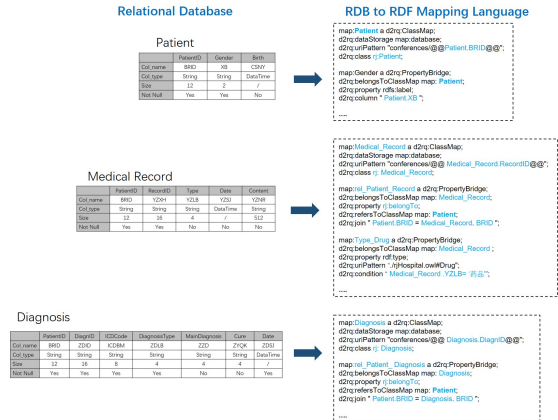 Relational Database
RDB to RDF Mapping Language
Patient
PatientID Gender Birth
Col_name BRID XB CSNY
Col_type String String DataTime
Size 12 2 /
Not Null Yes Yes No
map:Patient a d2rq:ClassMap;
d2rq:dataStorage map:database;
d2rq:uriPattern "conferences/@@Patient.BRID@@";
d2rq:class rj:Patient;
map:Gender a d2rq:PropertyBridge;
d2rq:belongsToClassMap map: Patient;
d2rq:property rdfs:label;
d2rq:column " Patient.XB ";
.....
Medical Record
PatientID RecordID Type Date Content
Col_name BRID YZXH YZLB YZSJ YZNR
Col_type String String String DataTime String
Size 12 16 4 / 512
Not Null Yes Yes Yes No No
map:Medical_Record a d2rq:ClassMap;
d2rq:dataStorage map:database;
d2rq:uriPattern "conferences/@@ Medical_Record.RecordID@@";
d2rq:class rj: Medical_Record;
map:rel_Patient_Record a d2rq:PropertyBridge;
d2rq:belongsToClassMap map: Medical_Record;
d2rq:property rj:belongTo;
d2rq:refersToClassMap map: Patient;
d2rq:join " Patient.BRID = Medical_Record. BRID ";
map:Type_Drug a d2rq:PropertyBridge;
d2rq:belongsToClassMap map: Medical_Record ;
d2rq:property rdf:type;
d2rq:uriPattern "./rjHospital.owl#Drug";
d2rq:condition " Medical_Record .YZLB= '药品'";
.....
Diagnosis
PatientID DiagnID ICDCode DiagnosisType MainDiagnosis Cure Date
Col_name BRID ZDID ICDBM ZDLB ZZD ZYQK ZDSJ
Col_type String String String String String String DataTime
Size 12 16 8 4 4 4 /
Not Null Yes Yes Yes Yes No No Yes
map:Diagnosis a d2rq:ClassMap;
d2rq:dataStorage map:database;
d2rq:uriPattern "conferences/@@ Diagnosis.DiagnID@@";
d2rq:class rj: Diagnosis;
map:rel_Patient_ Diagnosis a d2rq:PropertyBridge;
d2rq:belongsToClassMap map: Diagnosis;
d2rq:property rj:belongTo;
d2rq:refersToClassMap map: Patient;
d2rq:join " Patient.BRID = Diagnosis. BRID ";
.....